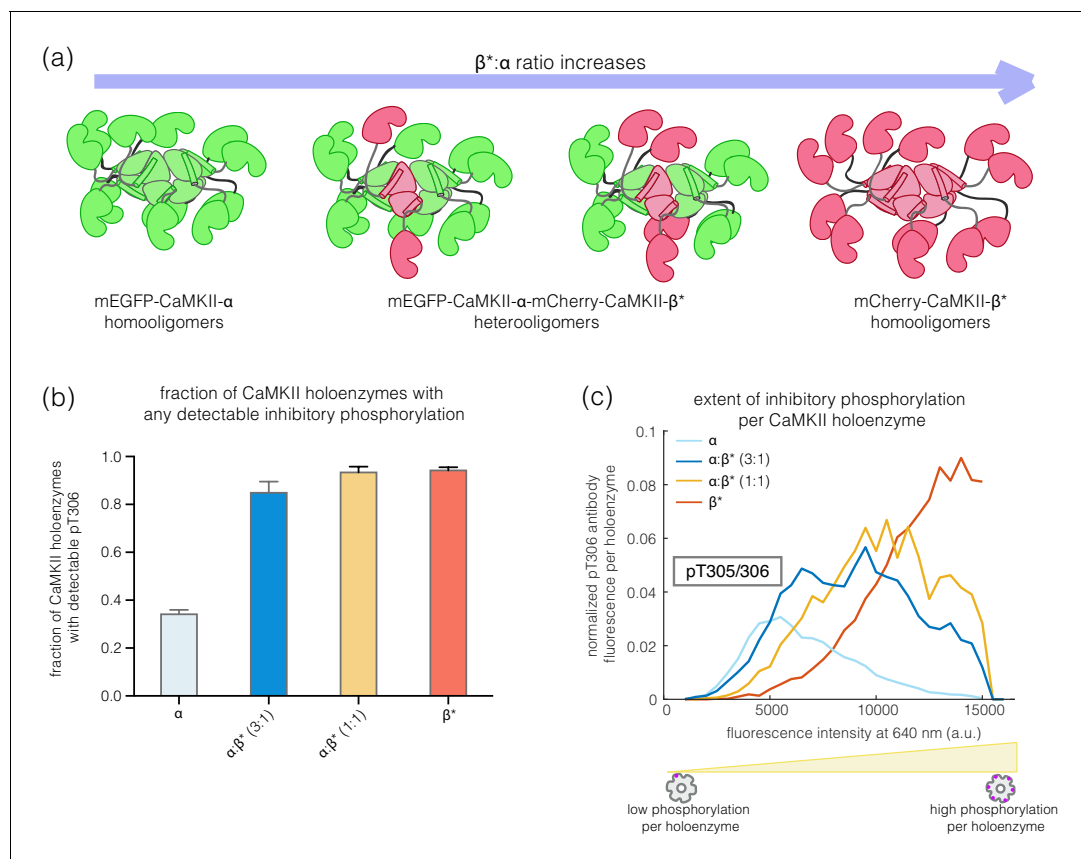 (a)
β*:α ratio increases
mEGFP-CaMKII-α
homooligomers
mEGFP-CaMKII-α-mCherry-CaMKII-β*
heterooligomers
mCherry-CaMKII-β*
homooligomers
(b)
fraction of CaMKII holoenzymes with
any detectable inhibitory phosphorylation
fraction of CaMKII holoenzymes
with detectable pT306
1.0
0.8
0.6
0.4
0.2
0.0
α
α:β* (3:1)
α:β* (1:1)
β*
(c)
extent of inhibitory phosphorylation
per CaMKII holoenzyme
normalized pT306 antibody
fluorescence per holoenzyme
0.1
0.08
0.06
0.04
0.02
0
α
α:β* (3:1)
α:β* (1:1)
β*
pT305/306
0
5000
10000
15000
fluorescence intensity at 640 nm (a.u.)
low phosphorylation
per holoenzyme
high phosphorylation
per holoenzyme